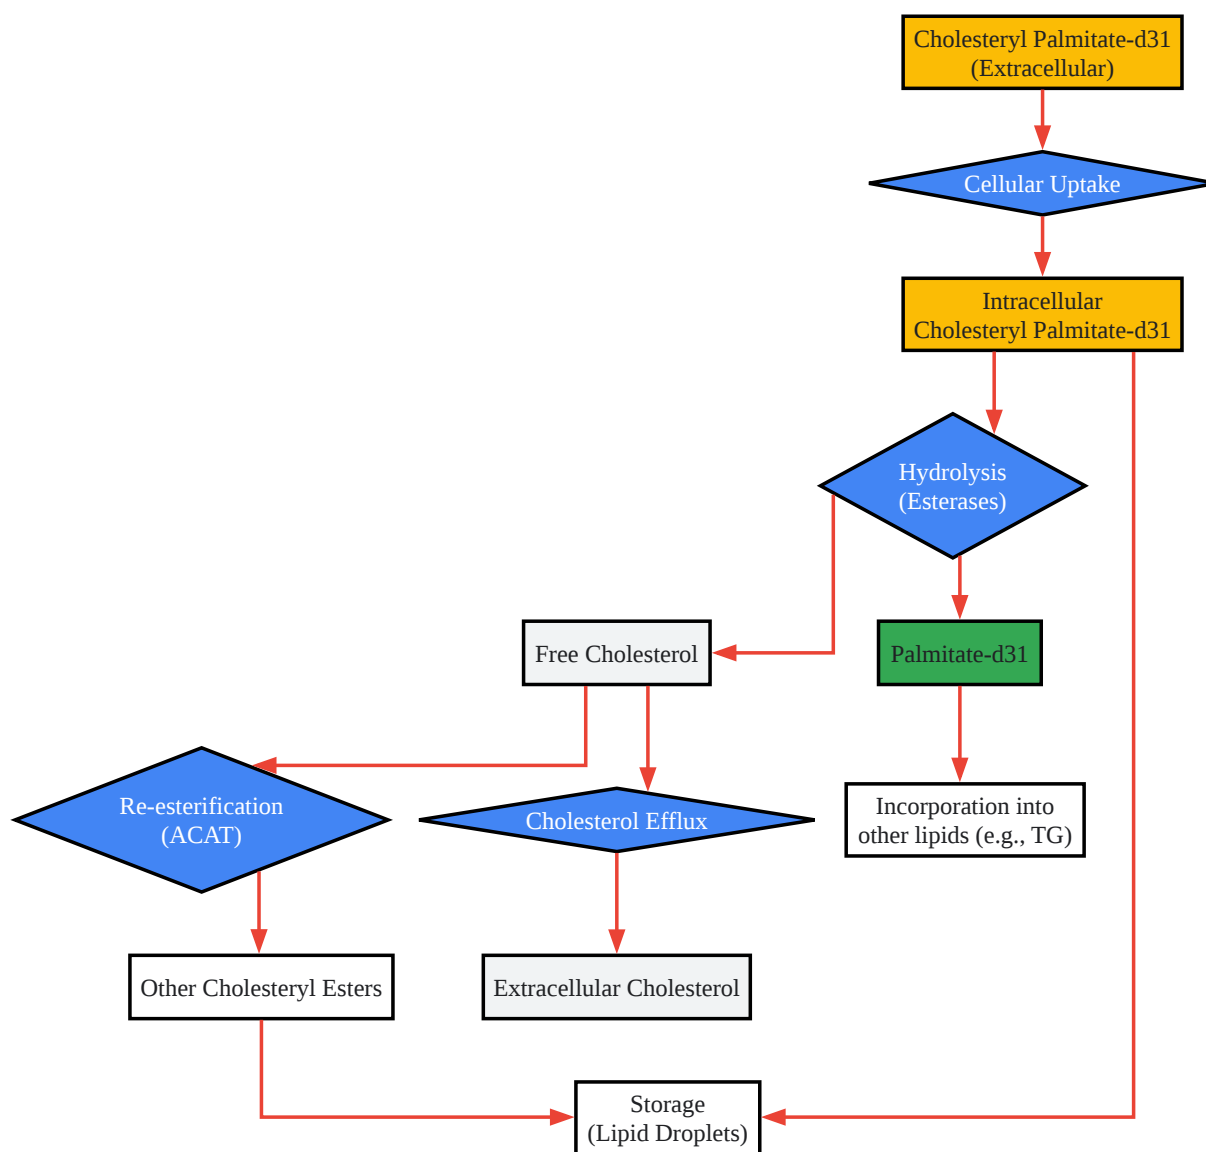 Cholesteryl Palmitate-d31
(Extracellular)
Cellular Uptake
Intracellular
Cholesteryl Palmitate-d31
Hydrolysis
(Esterases)
Free Cholesterol
Palmitate-d31
Re-esterification
(ACAT)
Cholesterol Efflux
Incorporation into
other lipids (e.g., TG)
Other Cholesteryl Esters
Extracellular Cholesterol
Storage
(Lipid Droplets)